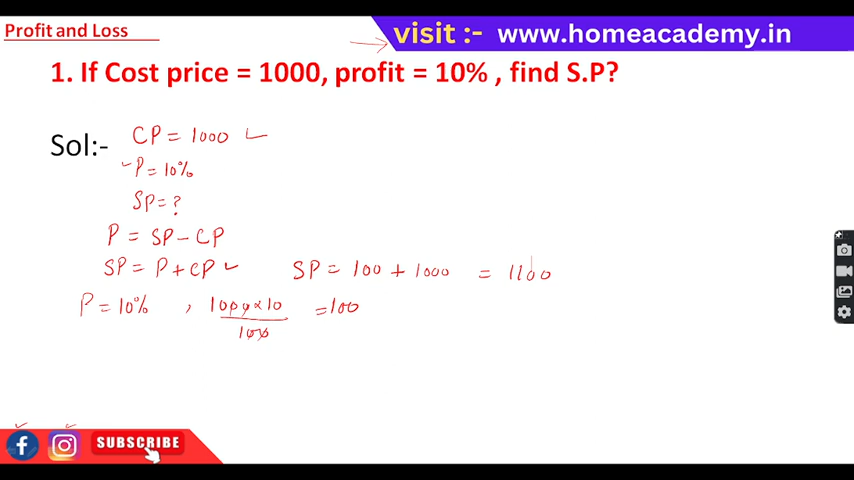 Profit and Loss
visit :- www.homeacademy.in
1. If Cost price = 1000, profit = 10% , find S.P?
Sol:-
CP = 1000
P = 10%
SP = ?
P = SP - CP
SP = P + CP
SP = 100 + 1000 = 1100
P = 10% , 1000 x 10 / 100 = 100
SUBSCRIBE